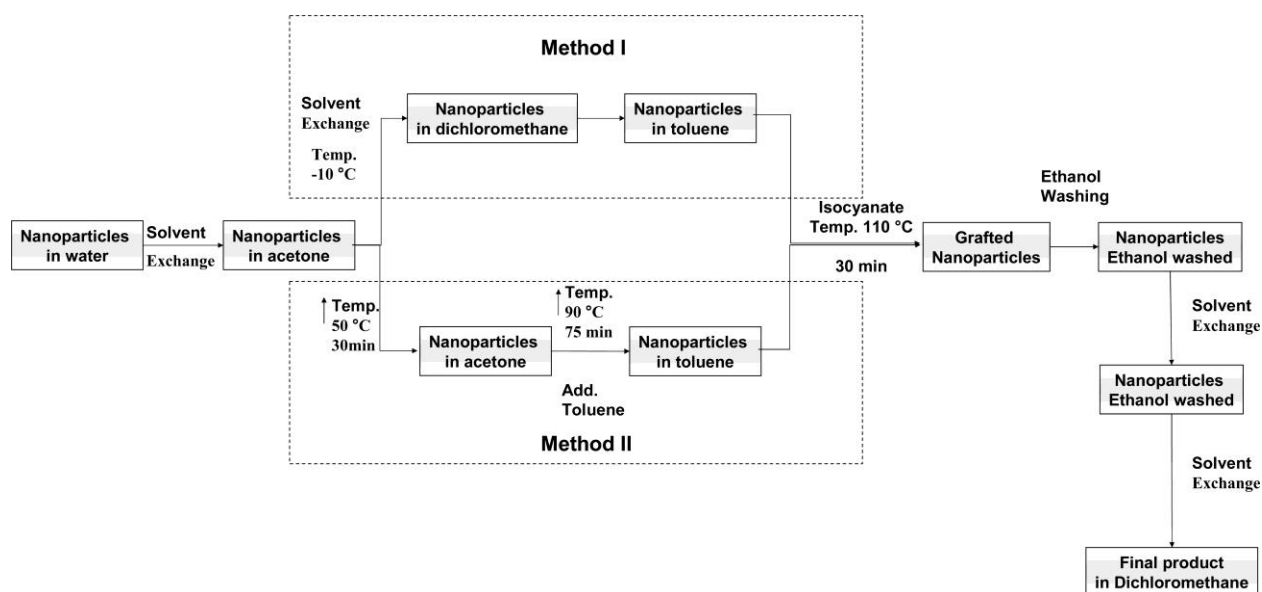 Method I
Solvent
Exchange
Temp.
-10 °C
Nanoparticles
in dichloromethane
Nanoparticles
in toluene
Nanoparticles
in water
Solvent
Exchange
Nanoparticles
in acetone
Temp.
50 °C
30min
Nanoparticles
in acetone
Temp.
90 °C
75 min
Add.
Toluene
Nanoparticles
in toluene
Method II
Isocyanate
Temp. 110 °C
30 min
Grafted
Nanoparticles
Ethanol
Washing
Nanoparticles
Ethanol washed
Solvent
Exchange
Nanoparticles
Ethanol washed
Solvent
Exchange
Final product
in Dichloromethane